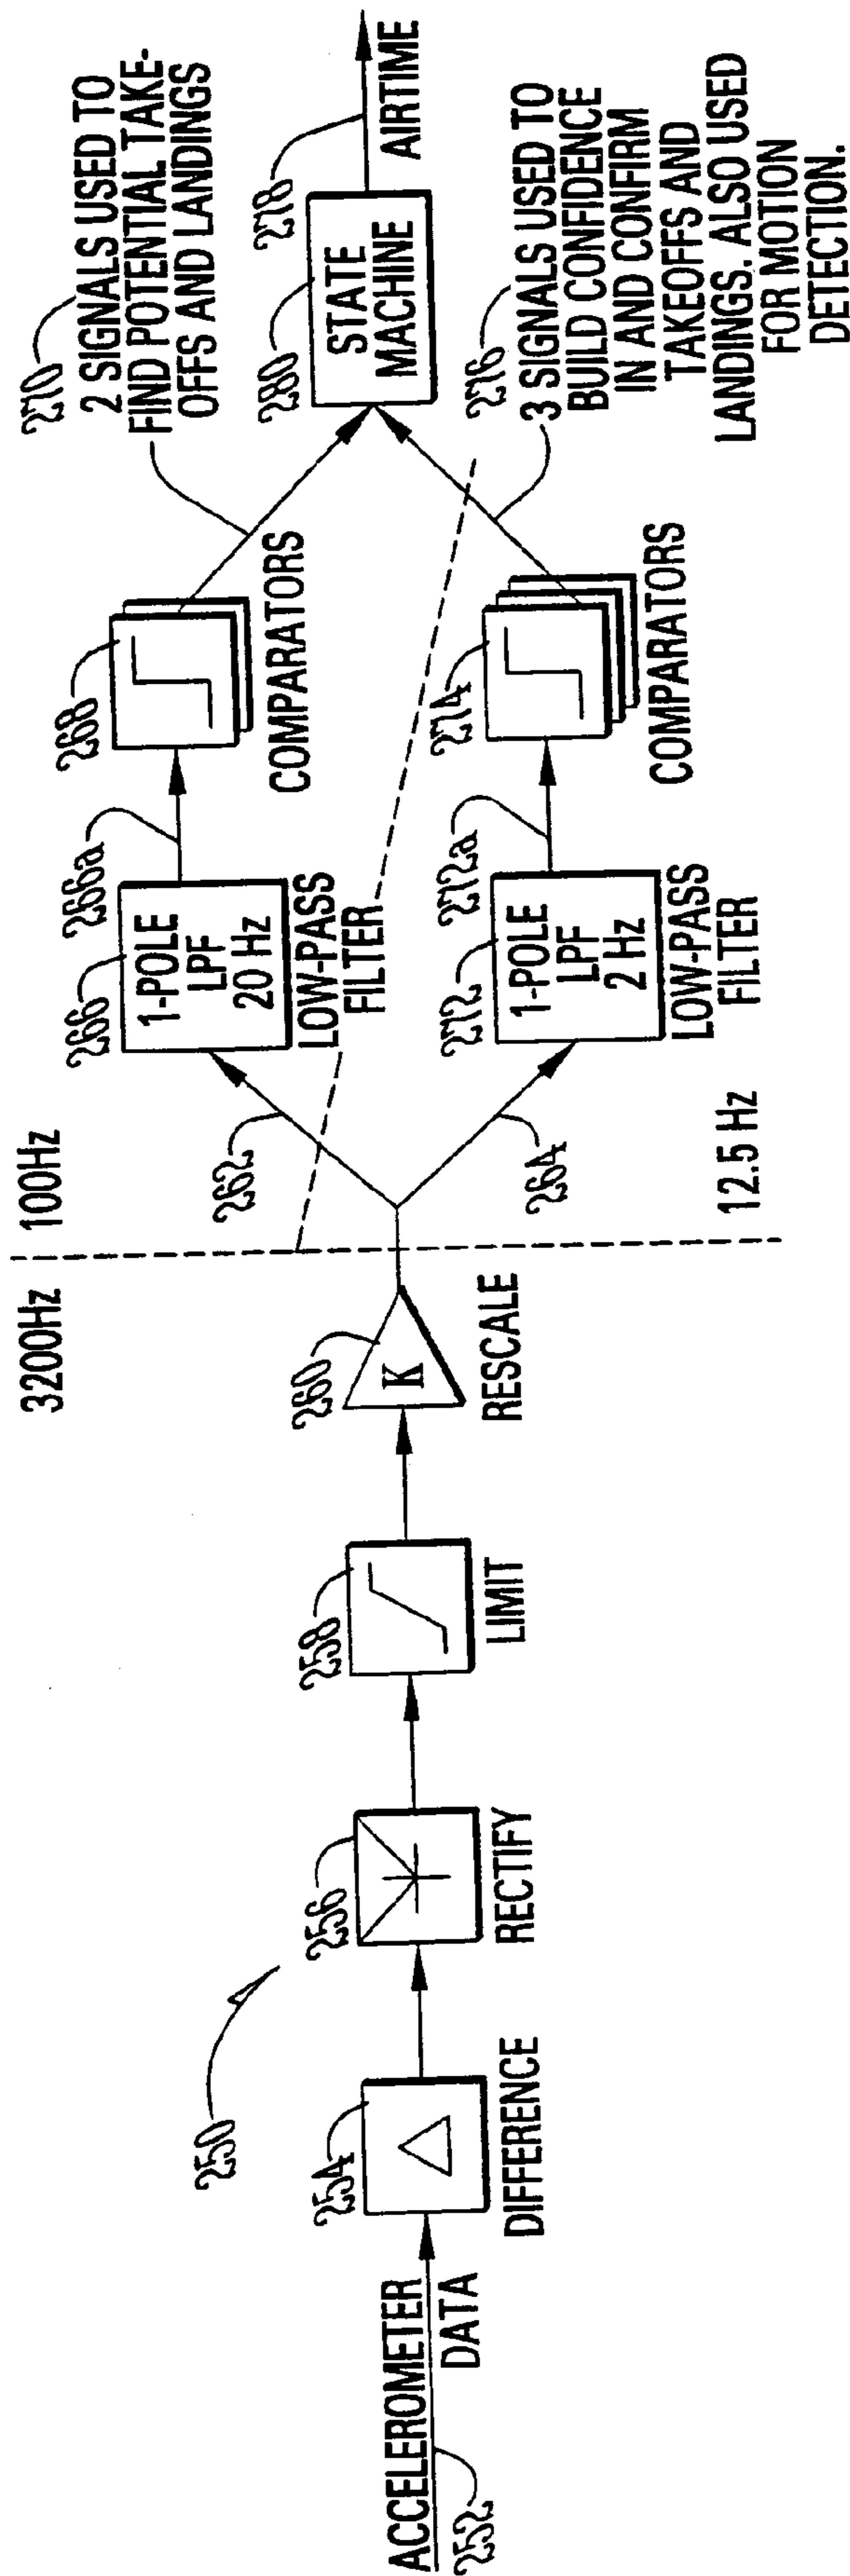 250
ACCELEROMETER
DATA
252
254
DIFFERENCE
256
RECTIFY
258
LIMIT
260
K
RESCALE
3200Hz
100Hz
12.5 Hz
262
264
266
1-POLE
LPF
20 Hz
LOW-PASS
FILTER
266a
268
COMPARATORS
270
2 SIGNALS USED TO
FIND POTENTIAL TAKE-
OFFS AND LANDINGS
272
1-POLE
LPF
2 Hz
LOW-PASS
FILTER
272a
274
COMPARATORS
276
3 SIGNALS USED TO
BUILD CONFIDENCE
IN AND CONFIRM
TAKEOFFS AND
LANDINGS. ALSO USED
FOR MOTION
DETECTION.
280
STATE
MACHINE
278
AIRTIME